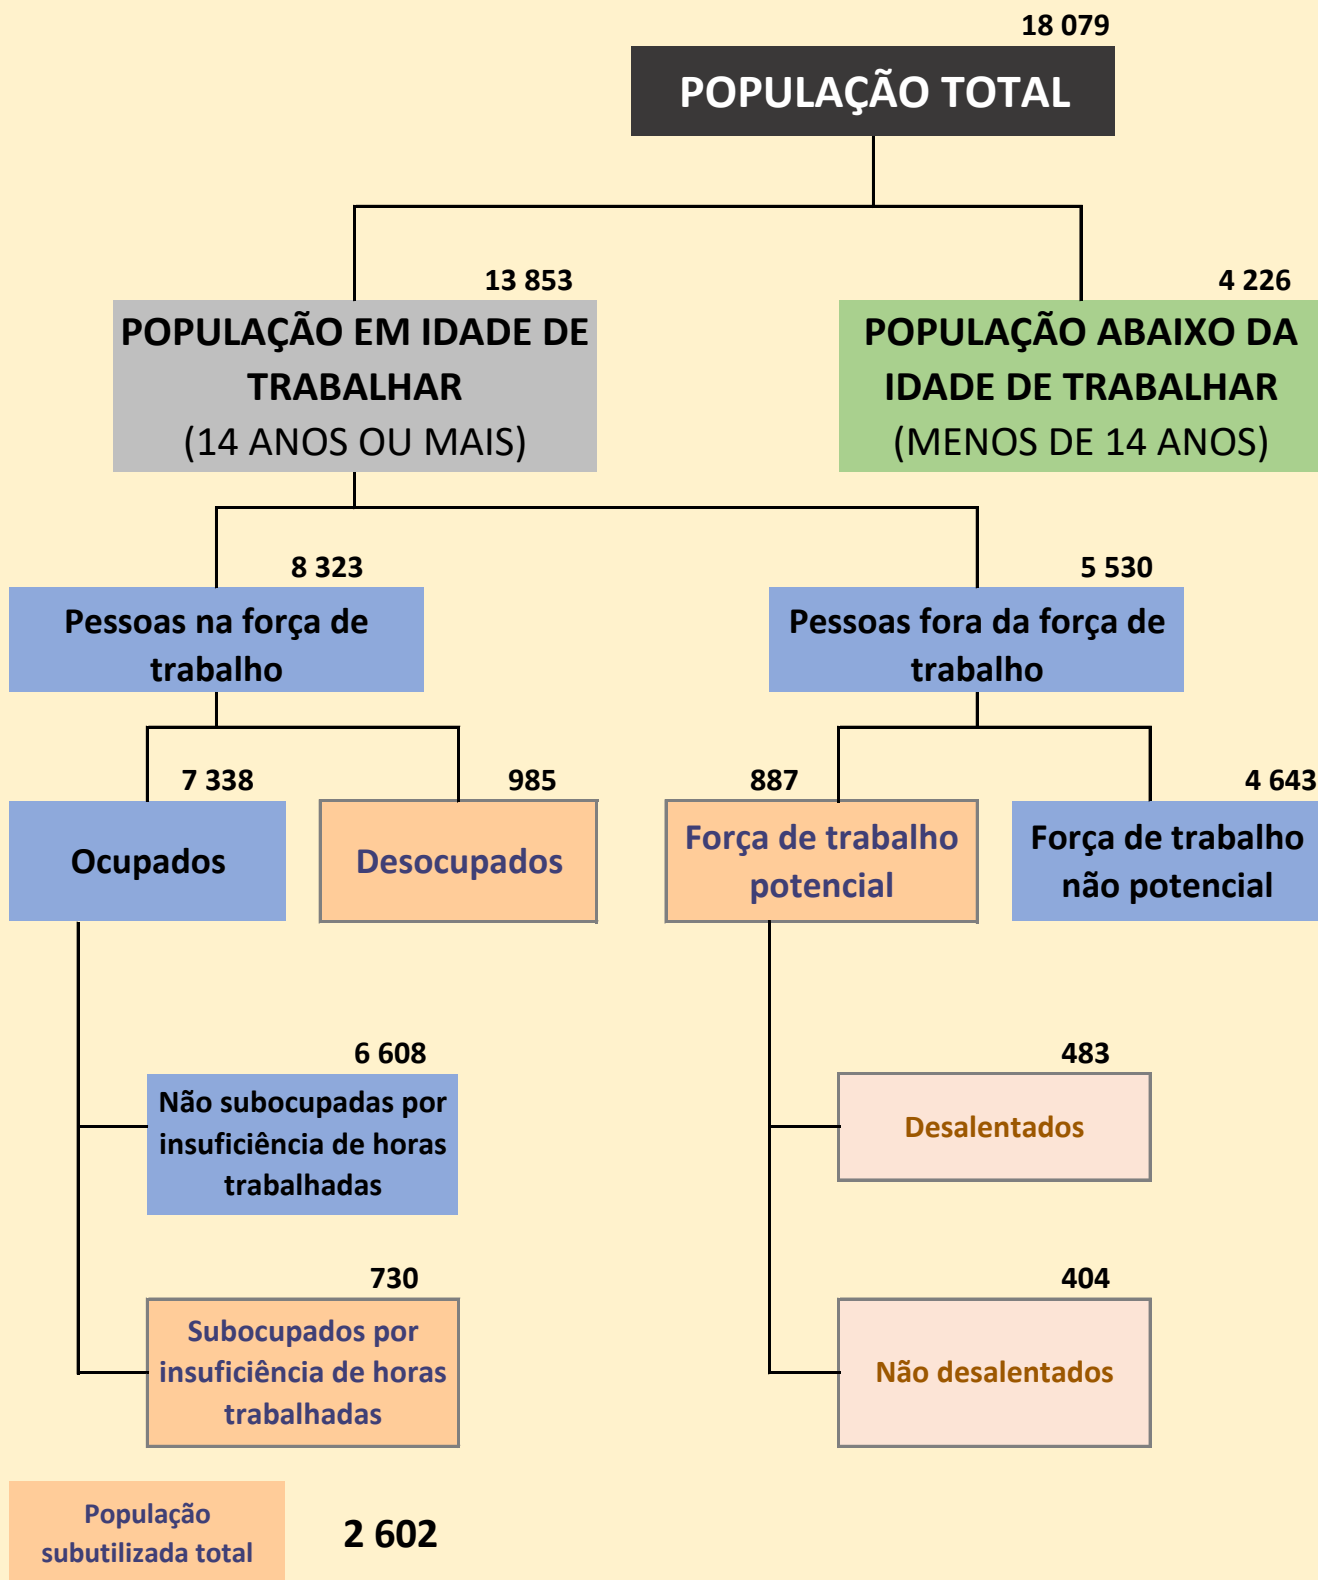 18 079
POPULAÇÃO TOTAL
13 853
POPULAÇÃO EM IDADE DE
TRABALHAR
(14 ANOS OU MAIS)
4 226
POPULAÇÃO ABAIXO DA
IDADE DE TRABALHAR
(MENOS DE 14 ANOS)
8 323
Pessoas na força de
trabalho
5 530
Pessoas fora da força de
trabalho
7 338
Ocupados
985
Desocupados
887
Força de trabalho
potencial
4 643
Força de trabalho
não potencial
6 608
Não subocupadas por
insuficiência de horas
trabalhadas
483
Desalentados
730
Subocupados por
insuficiência de horas
trabalhadas
404
Não desalentados
População
subutilizada total
2 602